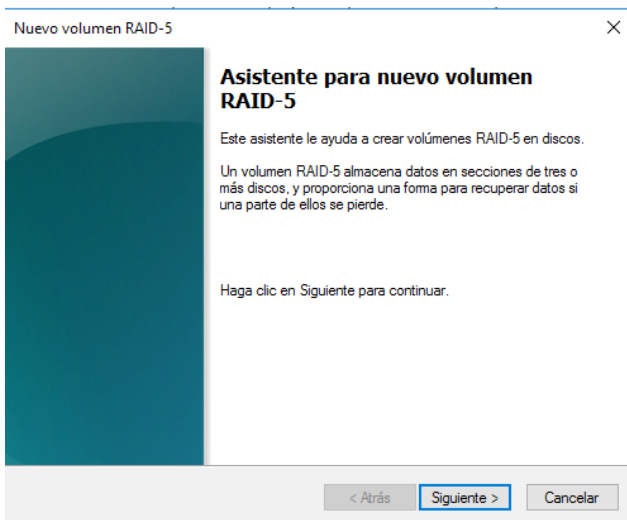 Nuevo volumen RAID-5
Asistente para nuevo volumen
RAID-5
Este asistente le ayuda a crear volúmenes RAID-5 en discos.
Un volumen RAID-5 almacena datos en secciones de tres o
más discos, y proporciona una forma para recuperar datos si
una parte de ellos se pierde.
Haga clic en Siguiente para continuar.
< Atrás Siguiente > Cancelar